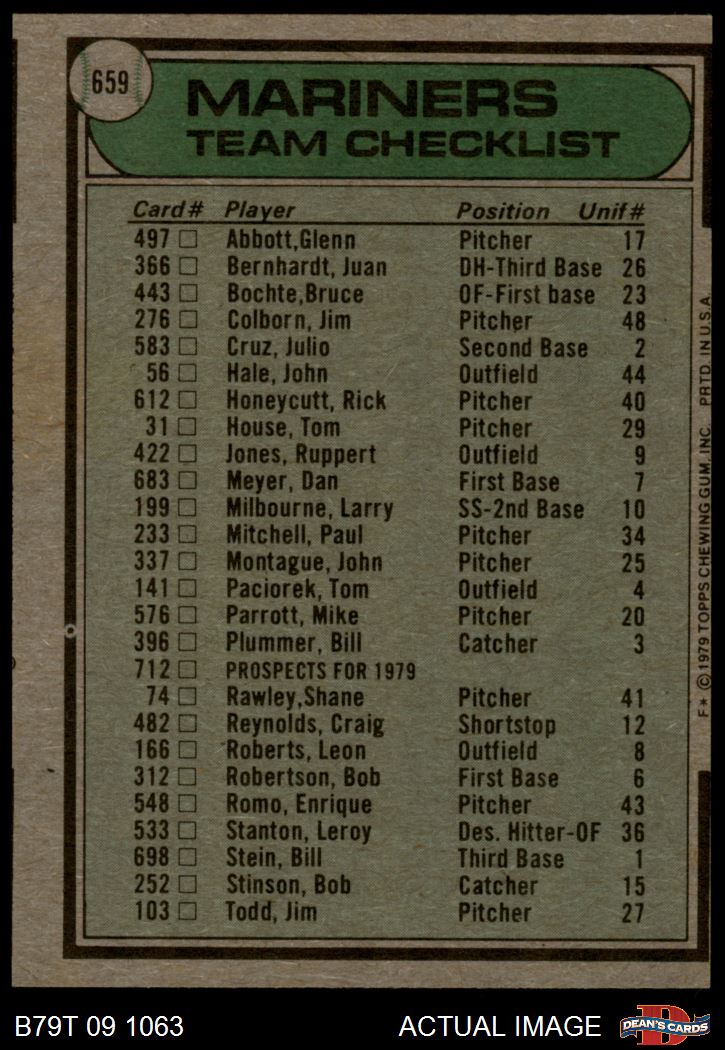 659
MARINERS
TEAM CHECKLIST
Card# Player Position Unif#
497 Abbott,Glenn Pitcher 17
366 Bernhardt, Juan DH-Third Base 26
443 Bochte,Bruce OF-First base 23
276 Colborn, Jim Pitcher 48
583 Cruz, Julio Second Base 2
56 Hale, John Outfield 44
612 Honeycutt, Rick Pitcher 40
31 House, Tom Pitcher 29
422 Jones, Ruppert Outfield 9
683 Meyer, Dan First Base 7
199 Milbourne, Larry SS-2nd Base 10
233 Mitchell, Paul Pitcher 34
337 Montague, John Pitcher 25
141 Paciorek, Tom Outfield 4
576 Parrott, Mike Pitcher 20
396 Plummer, Bill Catcher 3
712 PROSPECTS FOR 1979
74 Rawley,Shane Pitcher 41
482 Reynolds, Craig Shortstop 12
166 Roberts, Leon Outfield 8
312 Robertson, Bob First Base 6
548 Romo, Enrique Pitcher 43
533 Stanton, Leroy Des. Hitter-OF 36
698 Stein, Bill Third Base 1
252 Stinson, Bob Catcher 15
103 Todd, Jim Pitcher 27
F* © 1979 TOPPS CHEWING GUM, INC. PRTD. IN U.S.A.
B79T 09 1063 ACTUAL IMAGE
DEAN'S CARDS